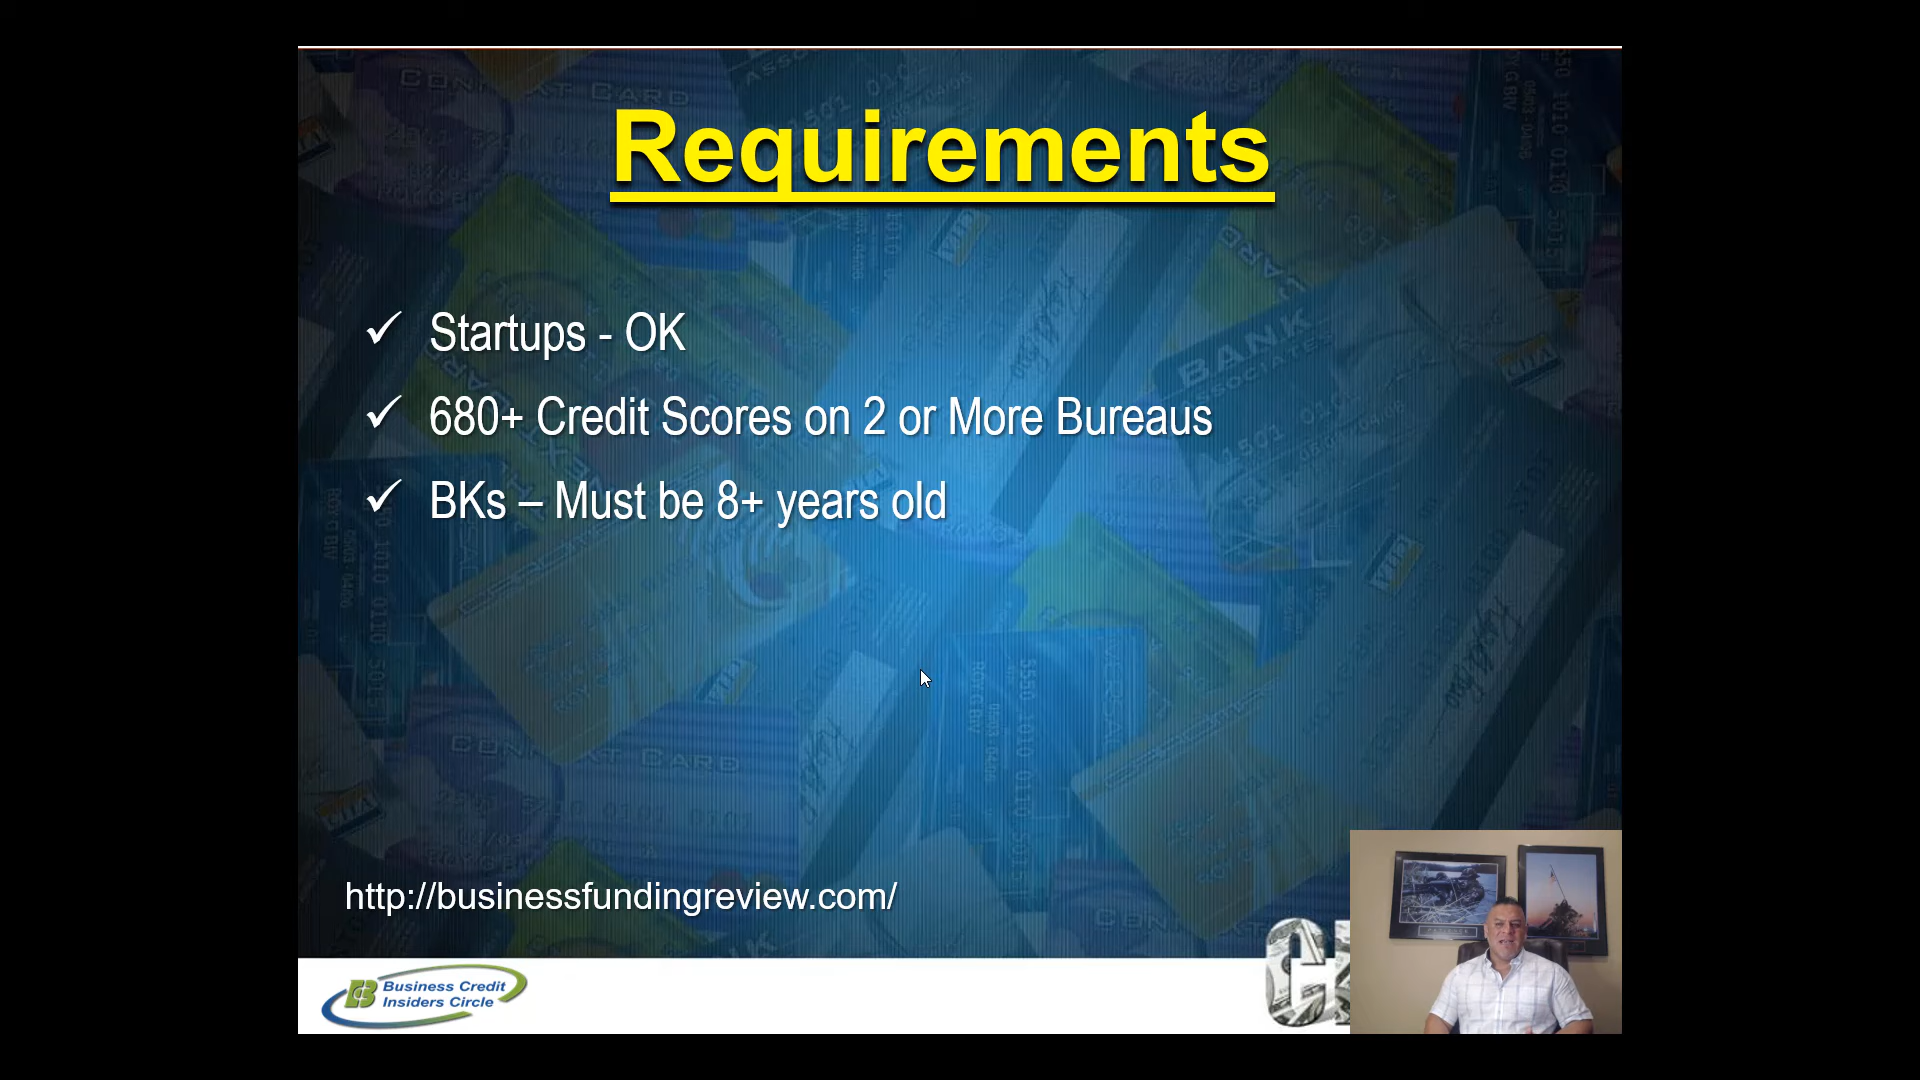 Requirements
✓ Startups - OK
✓ 680+ Credit Scores on 2 or More Bureaus
✓ BKs – Must be 8+ years old
http://businessfundingreview.com/
Business Credit
Insiders Circle